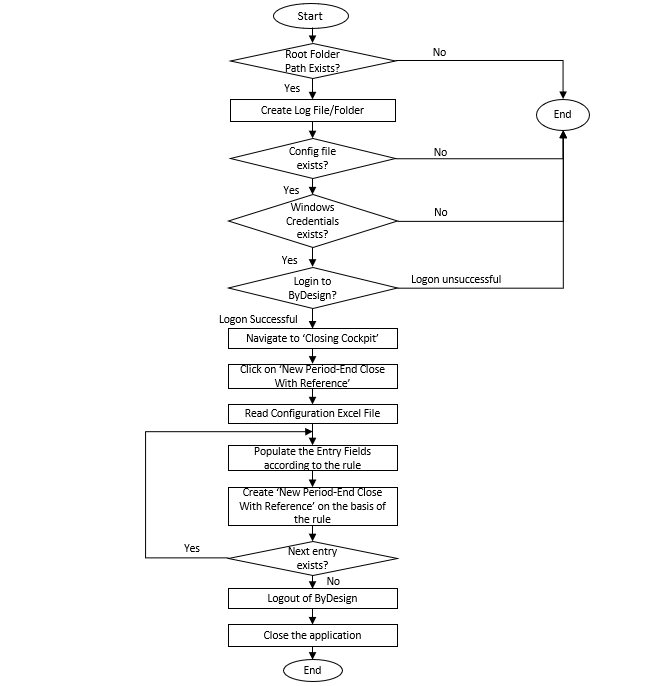 Start
Root Folder
Path Exists?
No
Yes
Create Log File/Folder
End
Config file
exists?
No
Yes
Windows
Credentials
exists?
No
Yes
Login to
ByDesign?
Logon unsuccessful
Logon Successful
Navigate to ‘Closing Cockpit’
Click on ‘New Period-End Close
With Reference’
Read Configuration Excel File
Populate the Entry Fields
according to the rule
Create ‘New Period-End Close
With Reference’ on the basis of
the rule
Next entry
exists?
Yes
No
Logout of ByDesign
Close the application
End